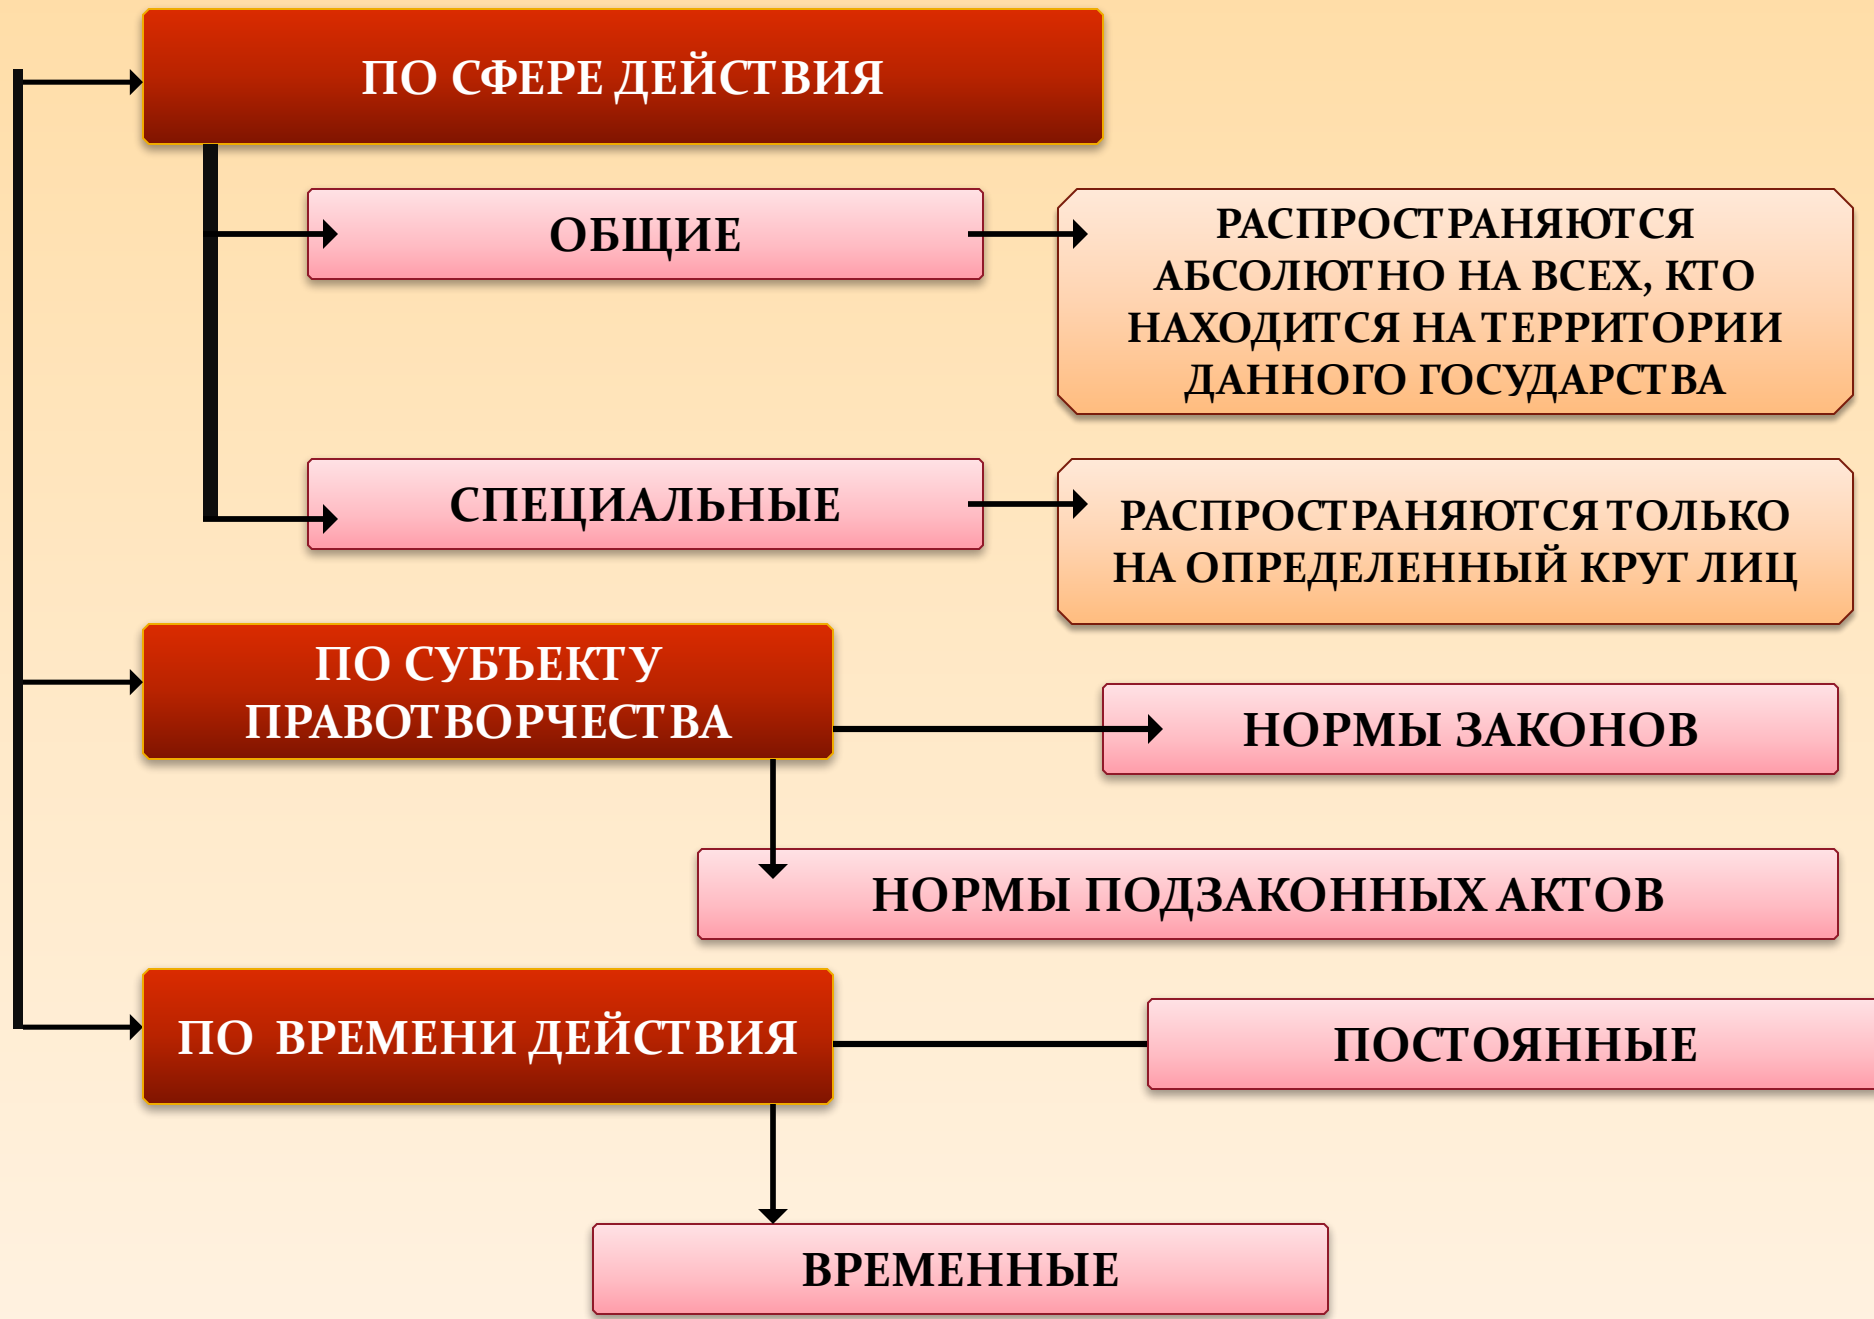 ПО СФЕРЕ ДЕЙСТВИЯ
ОБЩИЕ
РАСПРОСТРАНЯЮТСЯ
АБСОЛЮТНО НА ВСЕХ, КТО
НАХОДИТСЯ НА ТЕРРИТОРИИ
ДАННОГО ГОСУДАРСТВА
СПЕЦИАЛЬНЫЕ
РАСПРОСТРАНЯЮТСЯ ТОЛЬКО
НА ОПРЕДЕЛЕННЫЙ КРУГ ЛИЦ
ПО СУБЪЕКТУ
ПРАВОТВОРЧЕСТВА
НОРМЫ ЗАКОНОВ
НОРМЫ ПОДЗАКОННЫХ АКТОВ
ПО ВРЕМЕНИ ДЕЙСТВИЯ
ПОСТОЯННЫЕ
ВРЕМЕННЫЕ